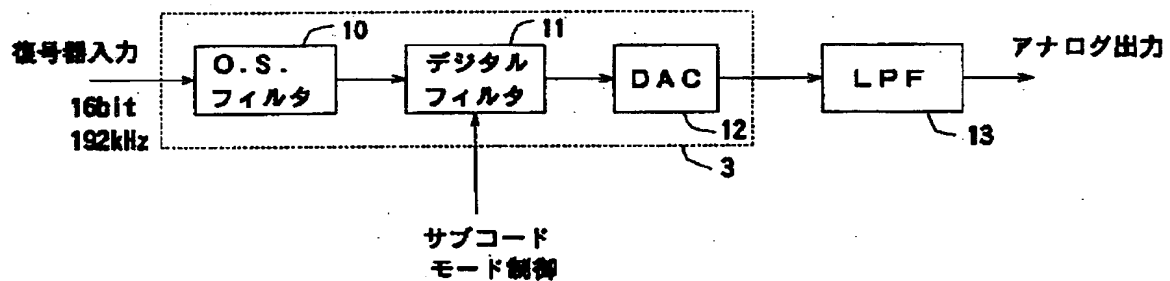 復号器入力
16bit
192kHz
10
O.S.
フィルタ
11
デジタル
フィルタ
DAC
12
3
LPF
13
アナログ出力
サブコード
モード制御